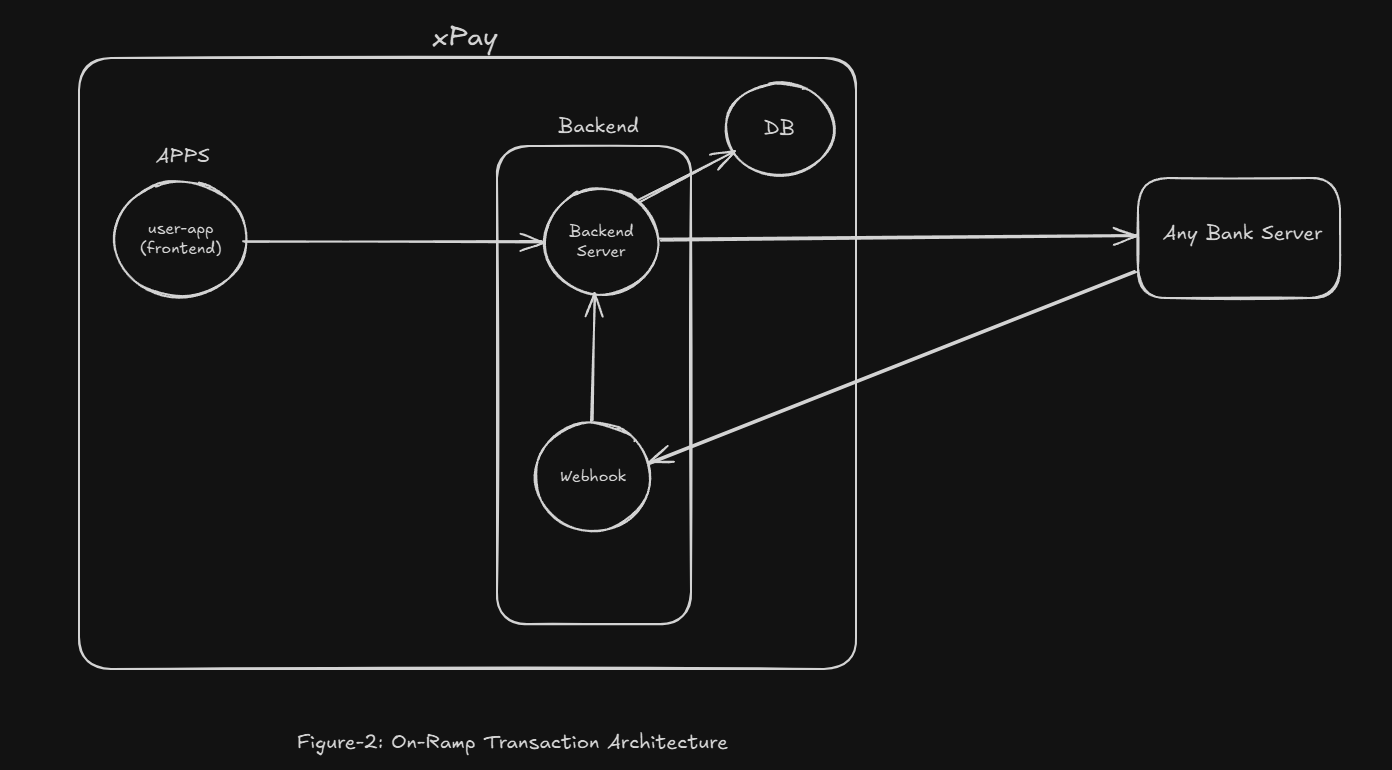 xPay
Backend
DB
APPS
user-app
(frontend)
Backend
Server
Any Bank Server
Webhook
Figure-2: On-Ramp Transaction Architecture